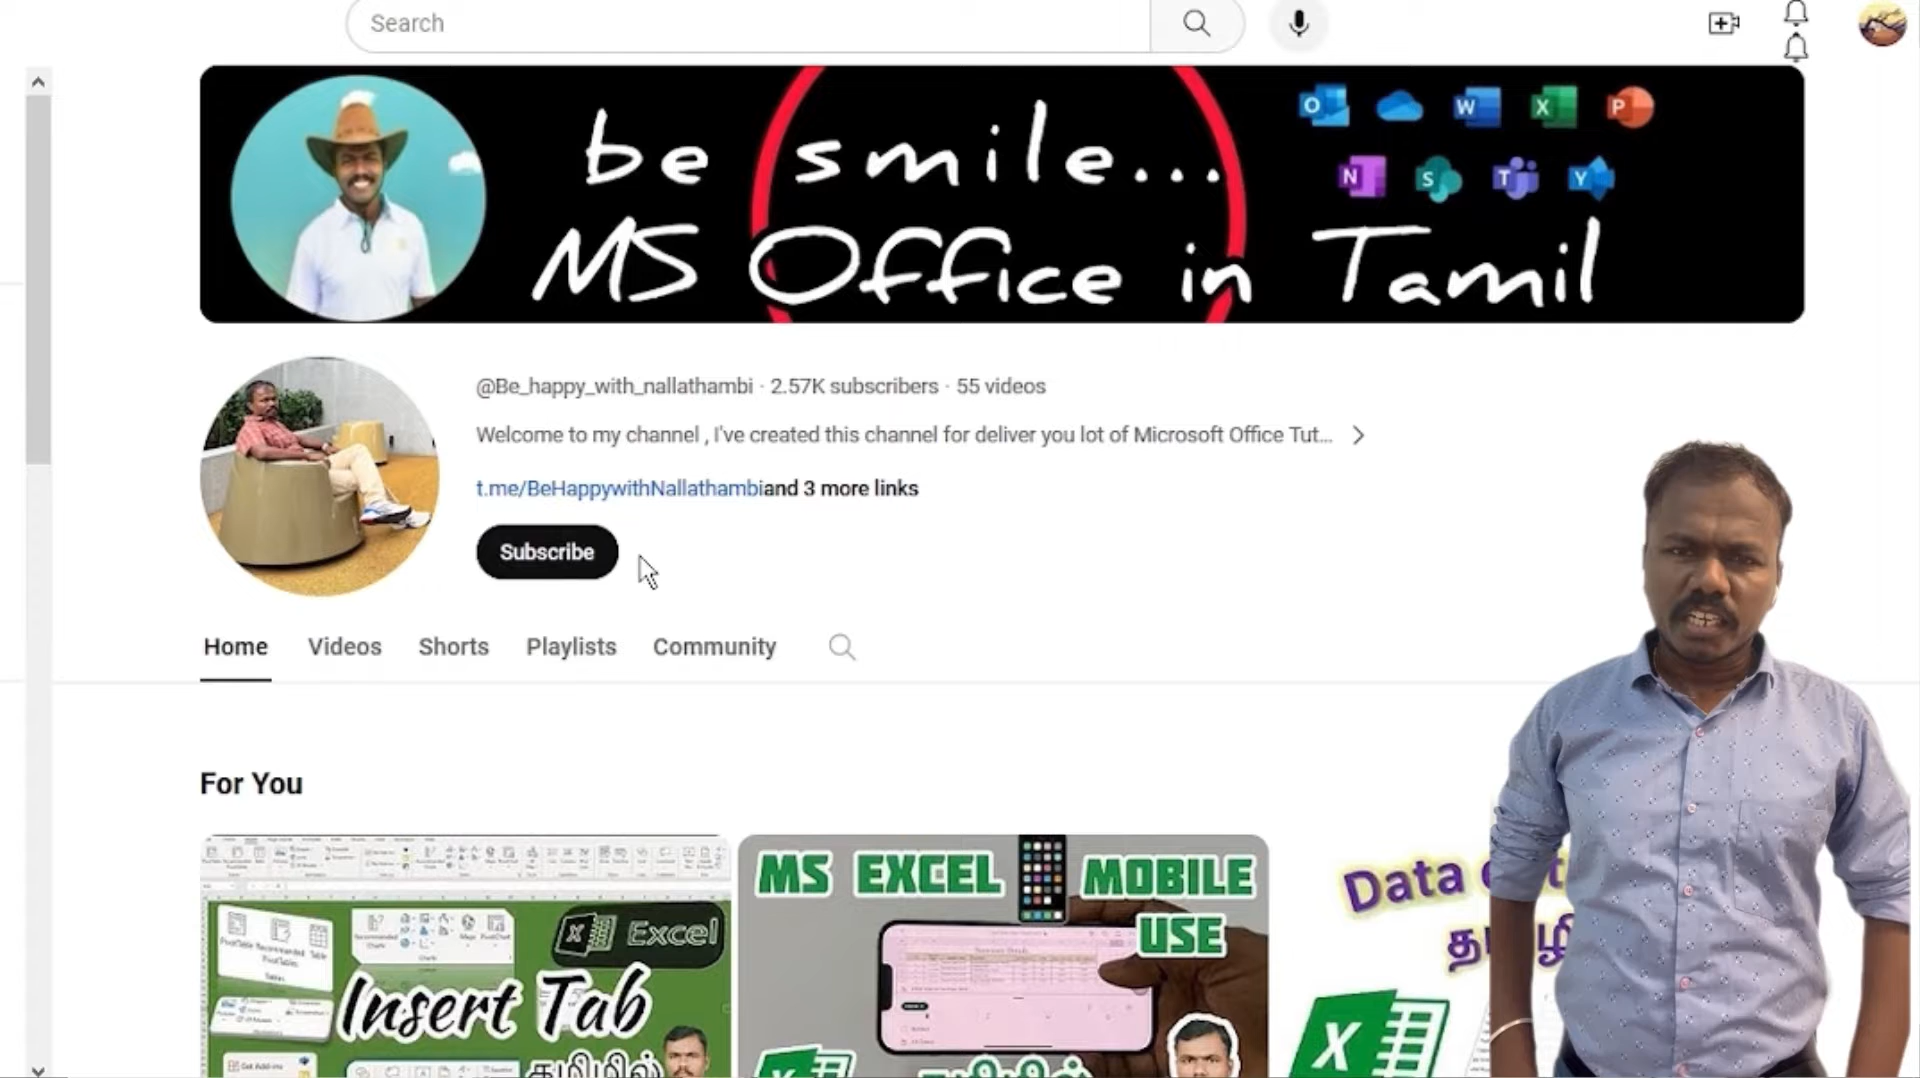 Search
be smile...
MS Office in Tamil
O
W
X
P
N
S
T
Y
@Be_happy_with_nallathambi · 2.57K subscribers · 55 videos
Welcome to my channel , I've created this channel for deliver you lot of Microsoft Office Tut...
t.me/BeHappywithNallathambiand 3 more links
Subscribe
Home Videos Shorts Playlists Community
For You
Excel
Insert Tab
தமிழில்
MS EXCEL MOBILE
USE
தமிழில்
Data
X